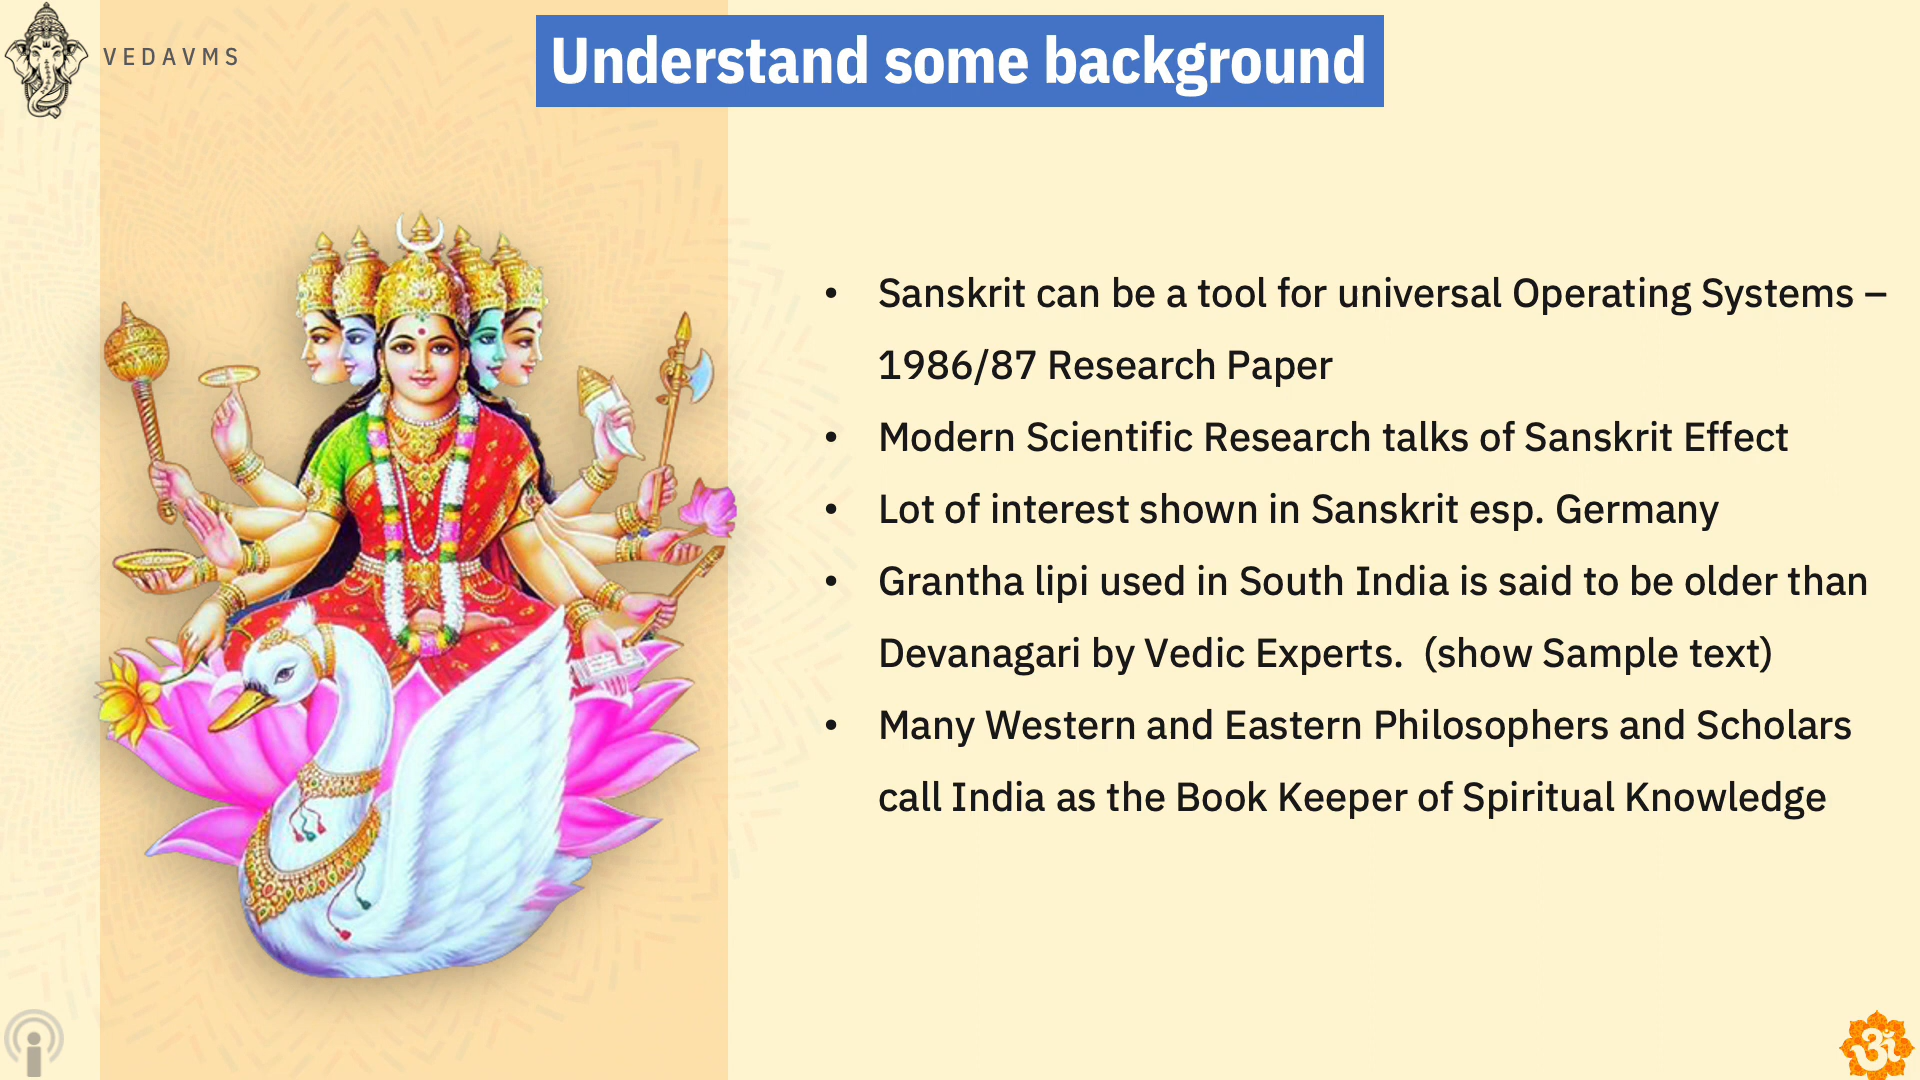 VEDAVMS
Understand some background
• Sanskrit can be a tool for universal Operating Systems –
1986/87 Research Paper
• Modern Scientific Research talks of Sanskrit Effect
• Lot of interest shown in Sanskrit esp. Germany
• Grantha lipi used in South India is said to be older than
Devanagari by Vedic Experts.  (show Sample text)
• Many Western and Eastern Philosophers and Scholars
call India as the Book Keeper of Spiritual Knowledge